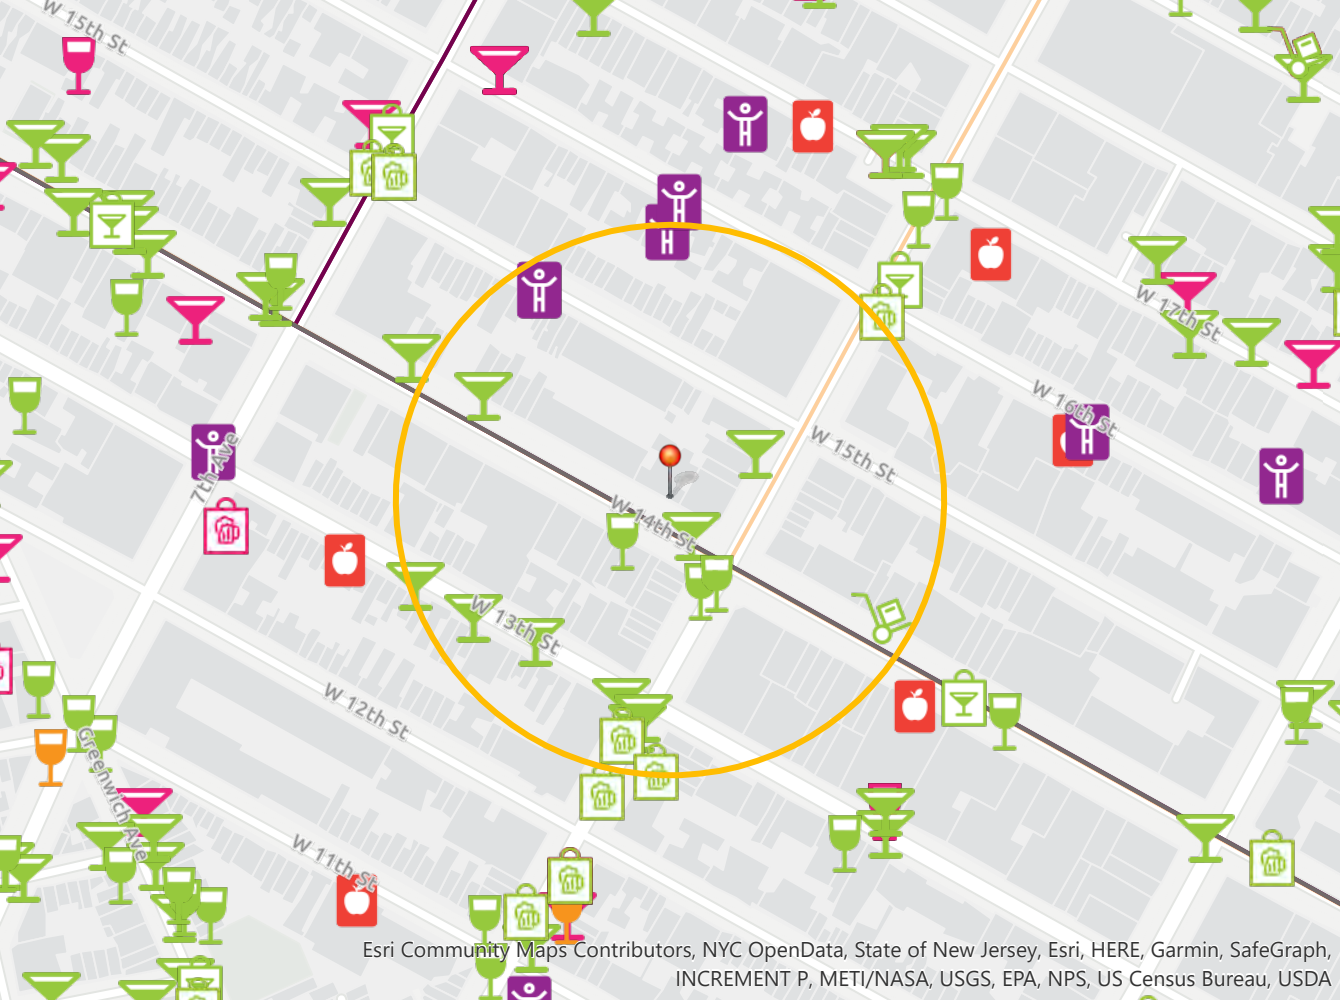 W 15th St
W 17th St
W 16th St
W 15th St
7th Ave
W 14th St
W 13th St
W 12th St
Greenwich Ave
W 11th St
Esri Community Maps Contributors, NYC OpenData, State of New Jersey, Esri, HERE, Garmin, SafeGraph,
INCREMENT P, METI/NASA, USGS, EPA, NPS, US Census Bureau, USDA